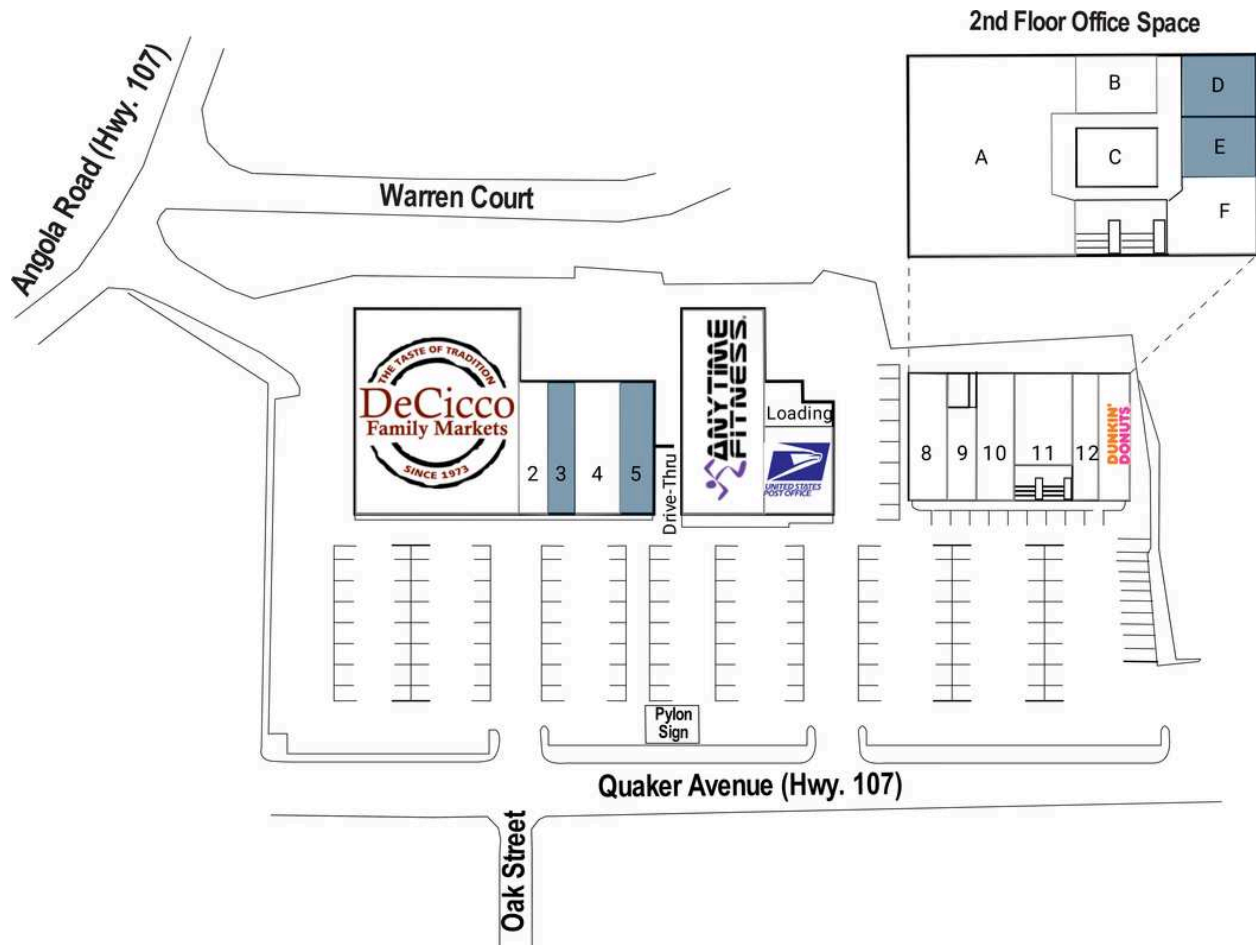 2nd Floor Office Space
B
D
A
C
E
F
Angola Road (Hwy. 107)
Warren Court
THE TASTE OF TRADITION
DeCicco
Family Markets
SINCE 1973
2
3
4
5
Drive-Thru
ANYTIME
FITNESS
Loading
UNITED STATES
POST OFFICE
8
9
10
11
12
DUNKIN'
DONUTS
Pylon
Sign
Quaker Avenue (Hwy. 107)
Oak Street